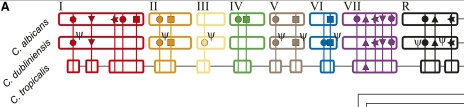 A
I II III IV V VI VII R
C. albicans
ψ ψ ψ ψ ψ ψ ψ
C. dubliniensis
C. tropicalis